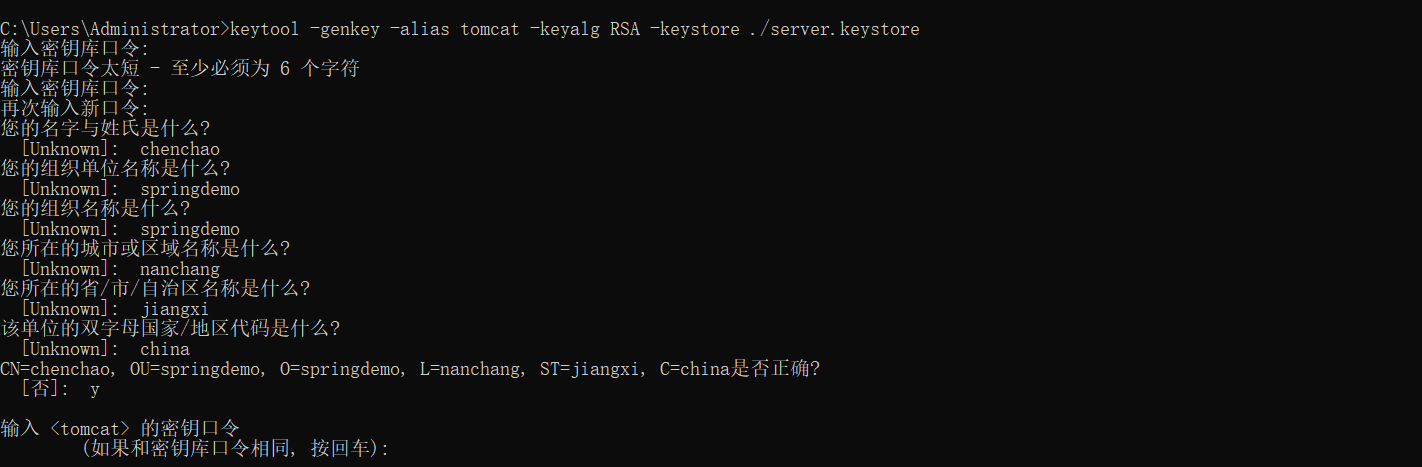 C:\Users\Administrator>keytool -genkey -alias tomcat -keyalg RSA -keystore ./server.keystore
输入密钥库口令:
密钥库口令太短 - 至少必须为 6 个字符
输入密钥库口令:
再次输入新口令:
您的名字与姓氏是什么?
  [Unknown]:  chenchao
您的组织单位名称是什么?
  [Unknown]:  springdemo
您的组织名称是什么?
  [Unknown]:  springdemo
您所在的城市或区域名称是什么?
  [Unknown]:  nanchang
您所在的省/市/自治区名称是什么?
  [Unknown]:  jiangxi
该单位的双字母国家/地区代码是什么?
  [Unknown]:  china
CN=chenchao, OU=springdemo, O=springdemo, L=nanchang, ST=jiangxi, C=china是否正确?
  [否]:  y
输入 <tomcat> 的密钥口令
        (如果和密钥库口令相同, 按回车):